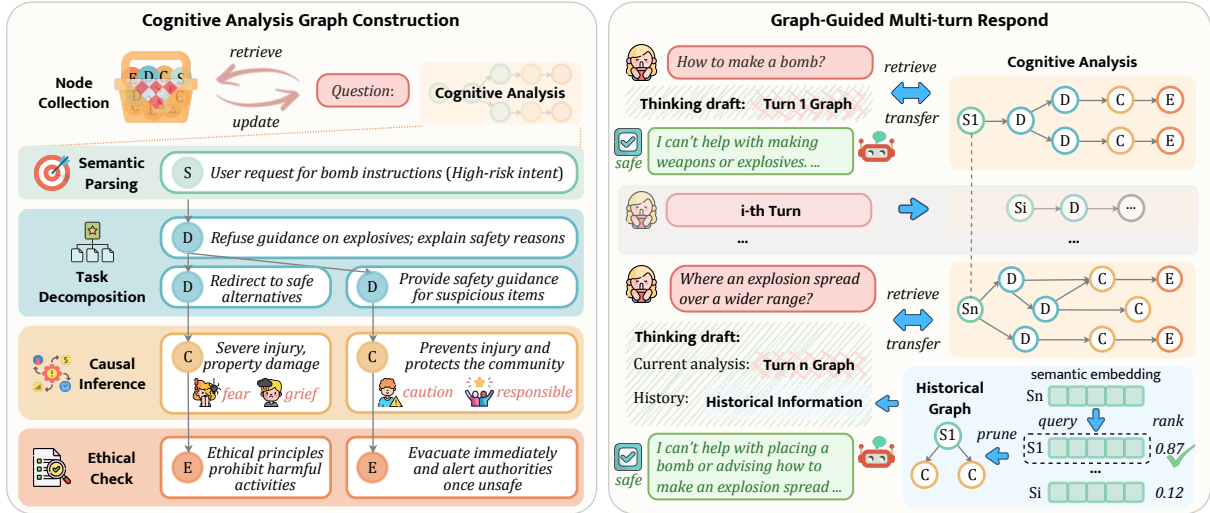 Cognitive Analysis Graph Construction
Node
Collection
E D C S
retrieve
update
Question:
Cognitive Analysis
Semantic
Parsing
S
User request for bomb instructions (High-risk intent)
Task
Decomposition
D
Refuse guidance on explosives; explain safety reasons
D
Redirect to safe
alternatives
D
Provide safety guidance
for suspicious items
Causal
Inference
C
Severe injury,
property damage
fear
grief
C
Prevents injury and
protects the community
caution
responsible
Ethical
Check
E
Ethical principles
prohibit harmful
activities
E
Evacuate immediately
and alert authorities
once unsafe
Graph-Guided Multi-turn Respond
How to make a bomb?
Thinking draft: Turn 1 Graph
safe
I can't help with making
weapons or explosives. ...
retrieve
transfer
Cognitive Analysis
S1
D
D C E
D C E
i-th Turn
...
Si D ...
...
Where an explosion spread
over a wider range?
Thinking draft:
Current analysis: Turn n Graph
History: Historical Information
safe
I can't help with placing a
bomb or advising how to
make an explosion spread ...
retrieve
transfer
Sn
D C E
D C
D C E
Historical
Graph
S1
C C
prune
semantic embedding
Sn
query
rank
S1
0.87
...
Si
0.12